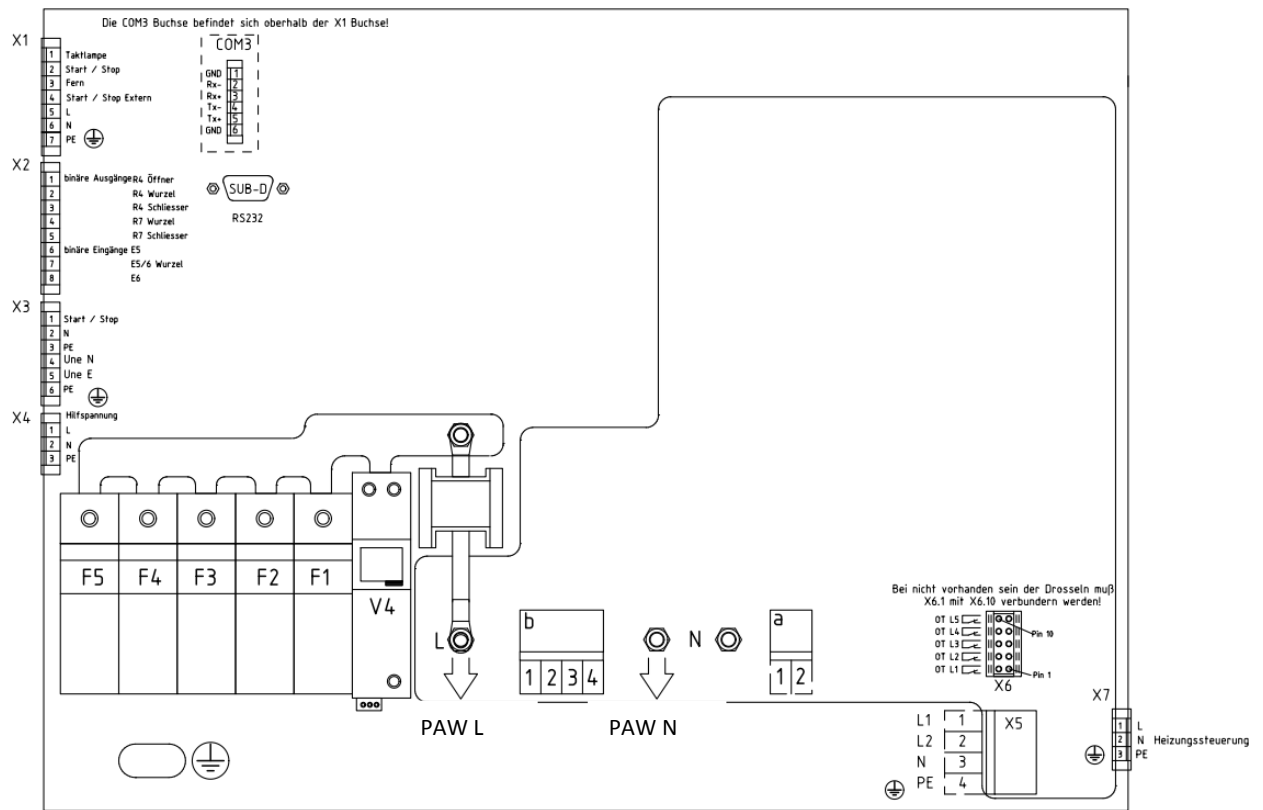 Die COM3 Buchse befindet sich oberhalb der X1 Buchse!
X1
1 Taktlampe
2 Start / Stop
3 Fern
4 Start / Stop Extern
5 L
6 N
7 PE
COM3
GND 1
Rx- 2
Rx+ 3
Tx- 4
Tx+ 5
GND 6
X2
1 binäre Ausgänge R4 Öffner
2 R4 Wurzel
3 R4 Schliesser
4 R7 Wurzel
5 R7 Schliesser
6 binäre Eingänge E5
7 E5/6 Wurzel
8 E6
SUB-D
RS232
X3
1 Start / Stop
2 N
3 PE
4 Une N
5 Une E
6 PE
X4
Hilfspannung
1 L
2 N
3 PE
F5 F4 F3 F2 F1
V4
L
PAW L
b
1 2 3 4
N
PAW N
a
1 2
Bei nicht vorhanden sein der Drosseln muß
X6.1 mit X6.10 verbundern werden!
OT L5
OT L4
OT L3
OT L2
OT L1
Pin 10
Pin 1
X6
X5
L1 1
L2 2
N 3
PE 4
X7
1 L
2 N Heizungssteuerung
3 PE